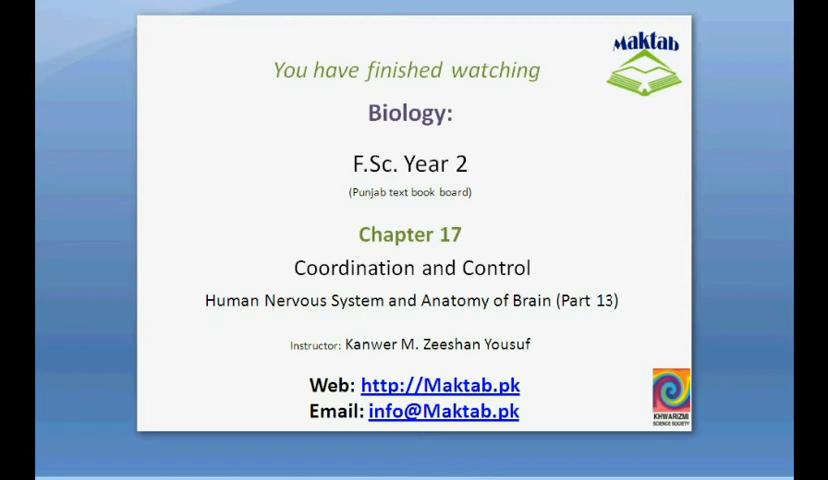 Maktab
You have finished watching
Biology:
F.Sc. Year 2
(Punjab text book board)
Chapter 17
Coordination and Control
Human Nervous System and Anatomy of Brain (Part 13)
Instructor: Kanwer M. Zeeshan Yousuf
Web: http://Maktab.pk
Email: info@Maktab.pk
KHWARIZMI
SCIENCE SOCIETY